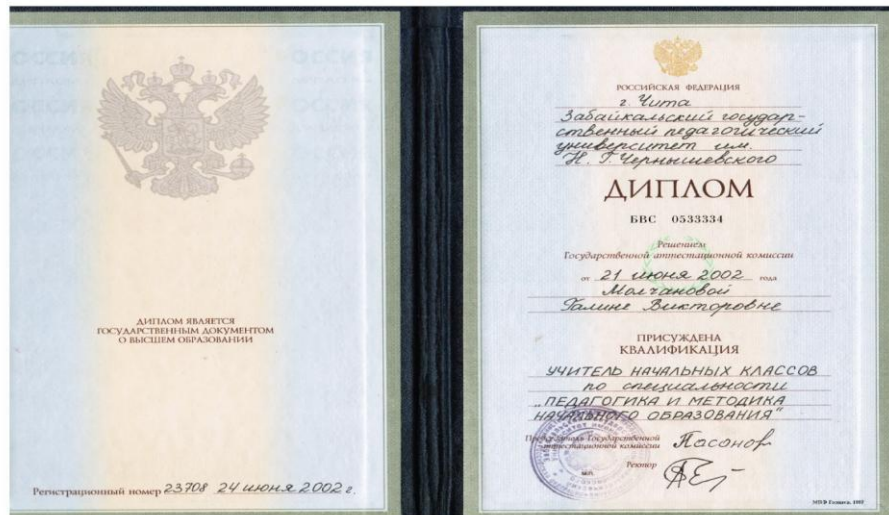 ДИПЛОМ ЯВЛЯЕТСЯ
ГОСУДАРСТВЕННЫМ ДОКУМЕНТОМ
О ВЫСШЕМ ОБРАЗОВАНИИ
Регистрационный номер 23708 24 июня 2002 г.
РОССИЙСКАЯ ФЕДЕРАЦИЯ
г. Чита
Забайкальский государ-
ственный педагогический
университет им.
Н. Г. Чернышевского
ДИПЛОМ
БВС 0533334
Решением
Государственной аттестационной комиссии
от 21 июня 2002 года
Молчановой
Галине Викторовне
ПРИСУЖДЕНА
КВАЛИФИКАЦИЯ
УЧИТЕЛЬ НАЧАЛЬНЫХ КЛАССОВ
по специальности
„ПЕДАГОГИКА И МЕТОДИКА
НАЧАЛЬНОГО ОБРАЗОВАНИЯ"
Председатель Государственной
аттестационной комиссии
Ректор